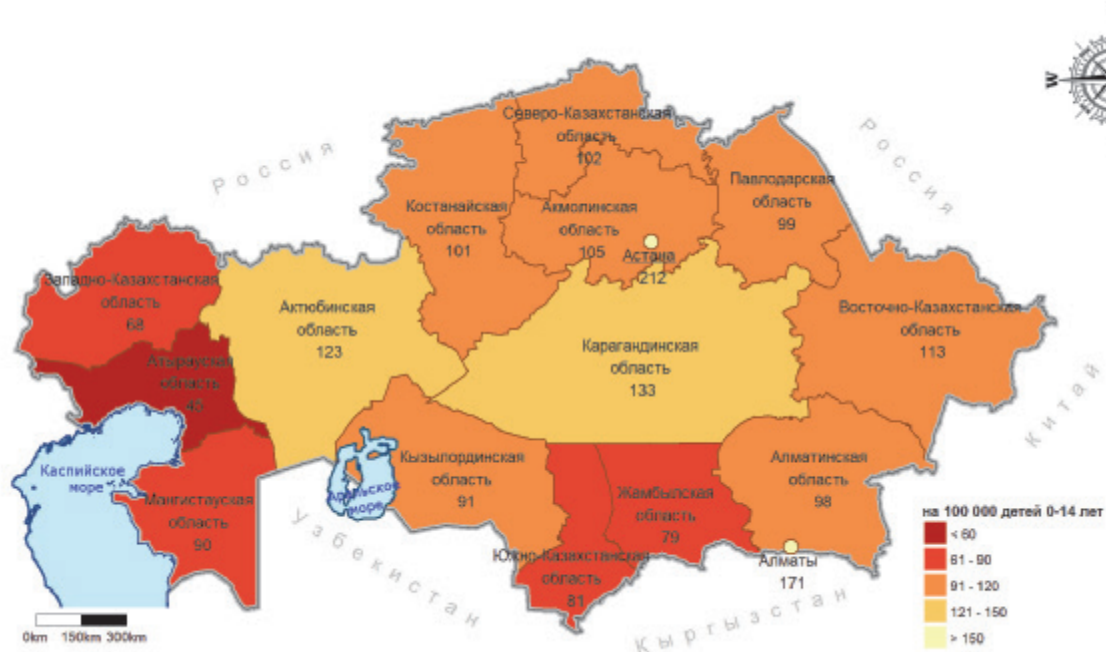 W
Россия
Россия
Северо-Казахстанская
область
102
Павлодарская
область
99
Костанайская
область
101
Акмолинская
область
105
Астана
212
Западно-Казахстанская
область
68
Актюбинская
область
123
Восточно-Казахстанская
область
113
Карагандинская
область
133
Атырауская
область
Китай
Каспийское
море
Мангистауская
область
90
Аральское
море
Кызылординская
область
91
Жамбылская
область
79
Алматинская
область
98
Южно-Казахстанская
область
81
Алматы
171
Узбекистан
Кыргызстан
на 100 000 детей 0-14 лет
< 60
61 - 90
91 - 120
121 - 150
> 150
0km 150km 300km